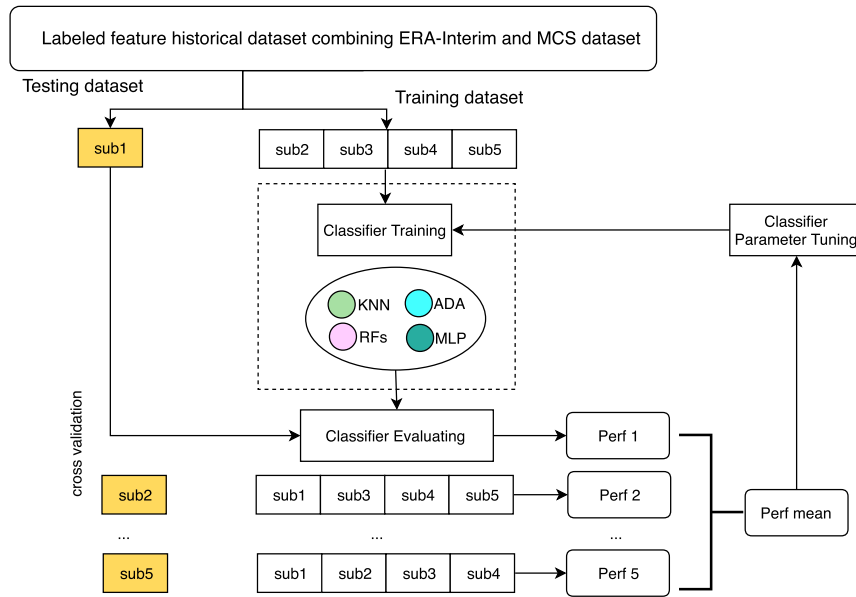 Labeled feature historical dataset combining ERA-Interim and MCS dataset
Testing dataset
Training dataset
sub1
sub2 sub3 sub4 sub5
Classifier Training
Classifier
Parameter Tuning
KNN ADA
RFs MLP
cross validation
Classifier Evaluating
Perf 1
sub2
sub1 sub3 sub4 sub5
Perf 2
Perf mean
... ... ...
sub5
sub1 sub2 sub3 sub4
Perf 5